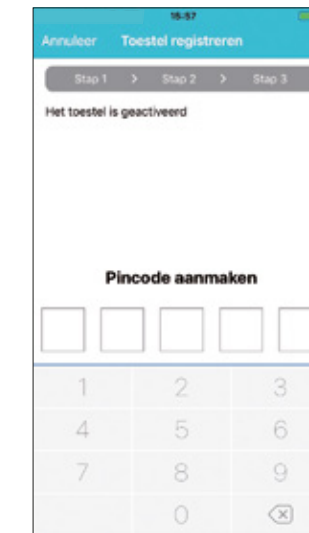 15:57
Annuleer Toestel registreren
Stap 1 > Stap 2 > Stap 3
Het toestel is geactiveerd
Pincode aanmaken
1 2 3
4 5 6
7 8 9
0